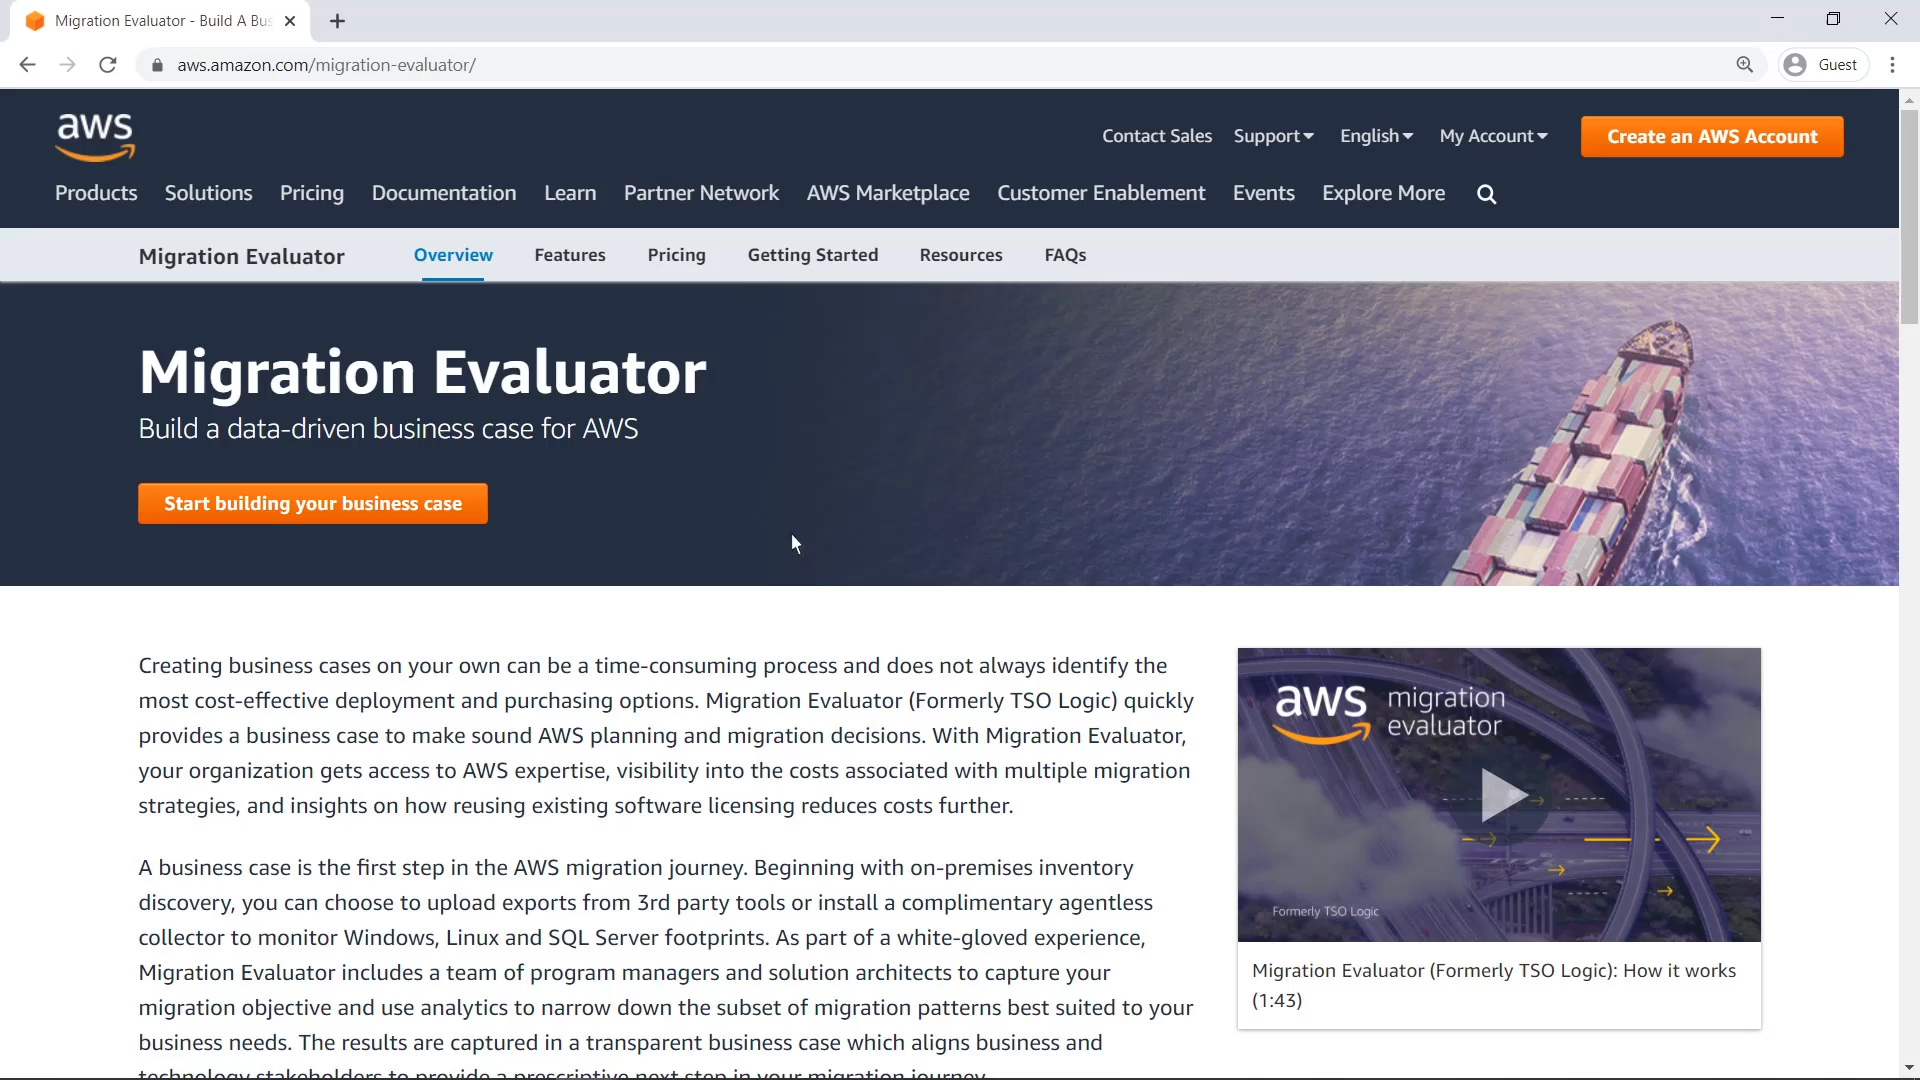 Migration Evaluator - Build A Bus
aws.amazon.com/migration-evaluator/
Guest
aws
Contact Sales Support English My Account Create an AWS Account
Products Solutions Pricing Documentation Learn Partner Network AWS Marketplace Customer Enablement Events Explore More
Migration Evaluator Overview Features Pricing Getting Started Resources FAQs
Migration Evaluator
Build a data-driven business case for AWS
Start building your business case
Creating business cases on your own can be a time-consuming process and does not always identify the
most cost-effective deployment and purchasing options. Migration Evaluator (Formerly TSO Logic) quickly
provides a business case to make sound AWS planning and migration decisions. With Migration Evaluator,
your organization gets access to AWS expertise, visibility into the costs associated with multiple migration
strategies, and insights on how reusing existing software licensing reduces costs further.
A business case is the first step in the AWS migration journey. Beginning with on-premises inventory
discovery, you can choose to upload exports from 3rd party tools or install a complimentary agentless
collector to monitor Windows, Linux and SQL Server footprints. As part of a white-gloved experience,
Migration Evaluator includes a team of program managers and solution architects to capture your
migration objective and use analytics to narrow down the subset of migration patterns best suited to your
business needs. The results are captured in a transparent business case which aligns business and
technology stakeholders to provide a prescriptive next step in your migration journey.
aws migration
evaluator
Formerly TSO Logic
Migration Evaluator (Formerly TSO Logic): How it works
(1:43)